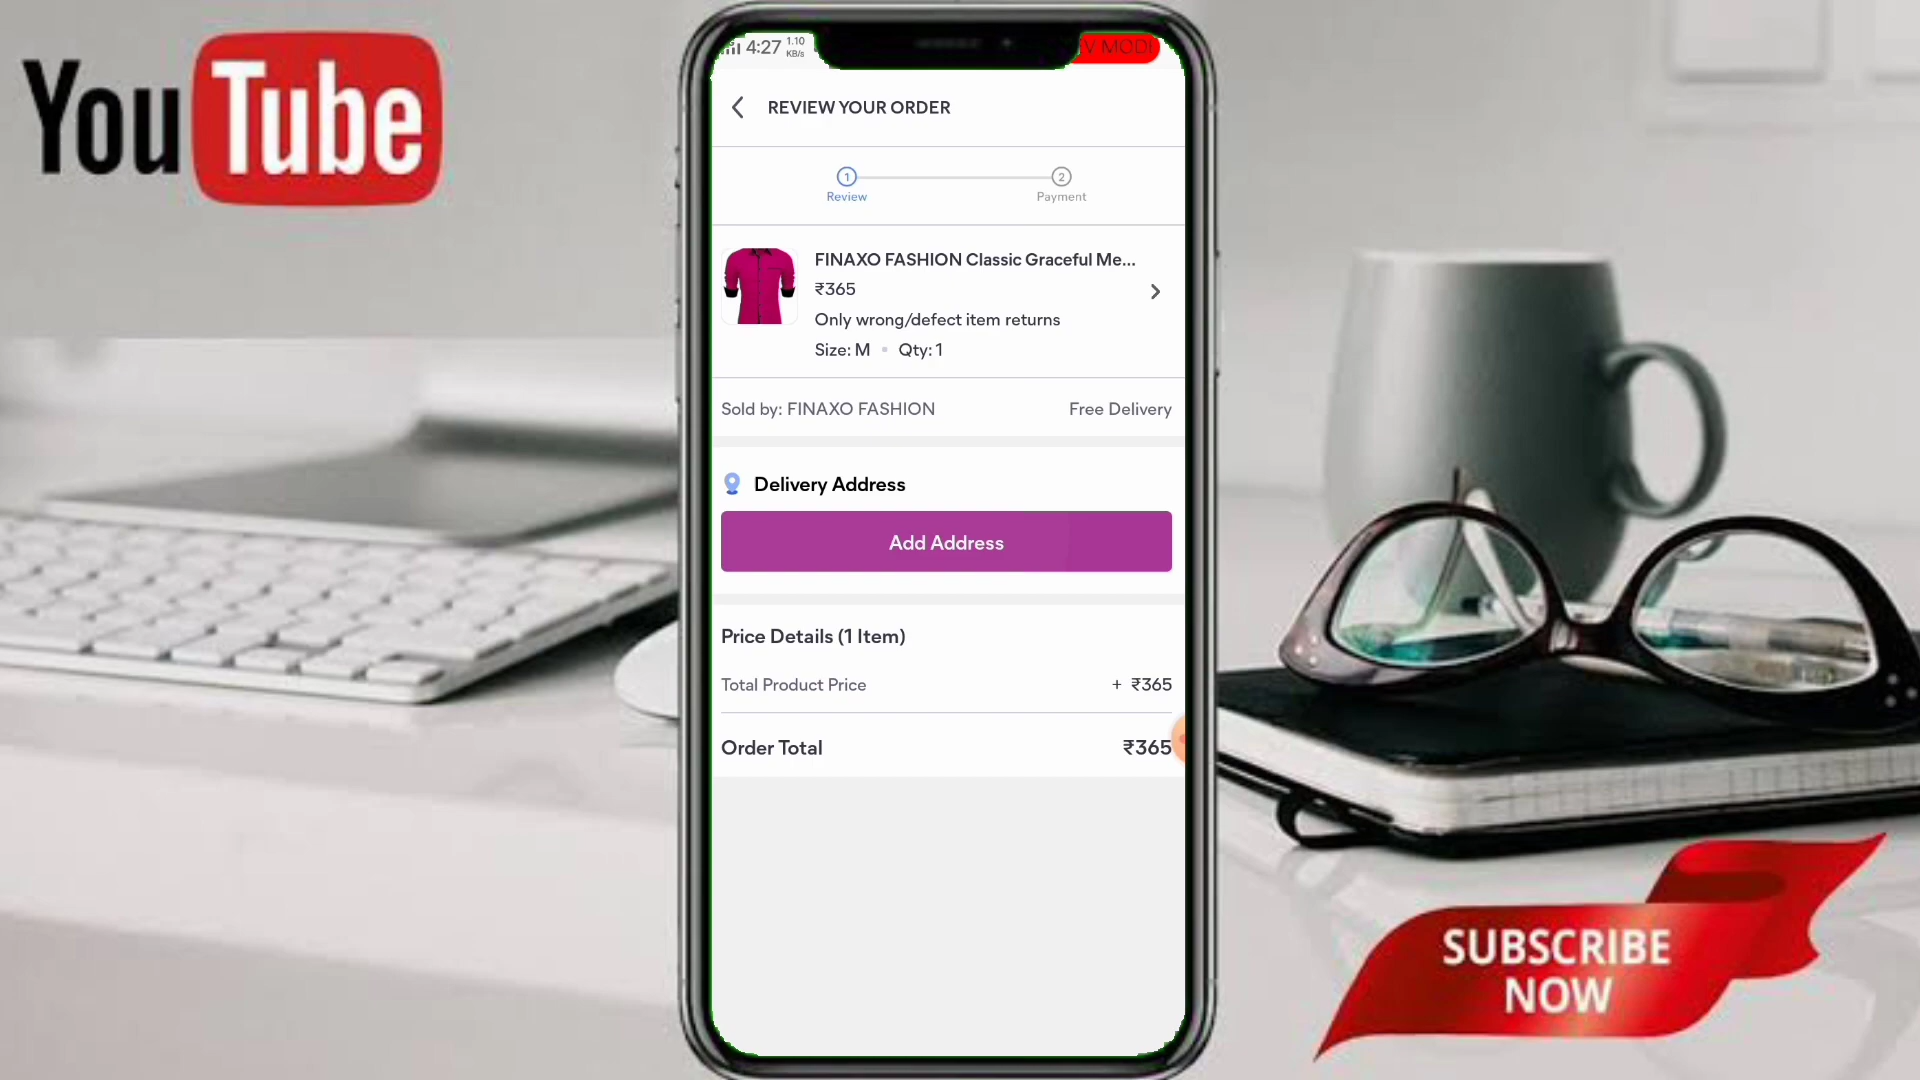 YouTube
4:27 1.10 KB/s
REVIEW YOUR ORDER
1 2
Review Payment
FINAXO FASHION Classic Graceful Me...
₹365
Only wrong/defect item returns
Size: M Qty: 1
Sold by: FINAXO FASHION Free Delivery
Delivery Address
Add Address
Price Details (1 Item)
Total Product Price + ₹365
Order Total ₹365
SUBSCRIBE
NOW